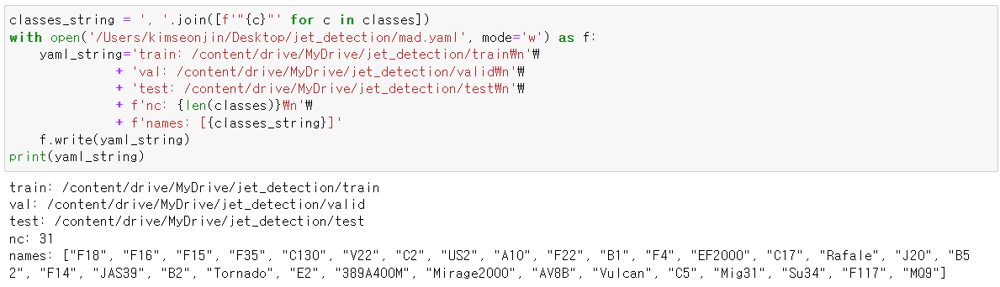 classes_string = ', '.join([f'"{c}"' for c in classes])
with open('/Users/kimseonjin/Desktop/jet_detection/mad.yaml', mode='w') as f:
    yaml_string='train: /content/drive/MyDrive/jet_detection/train₩n'₩
              + 'val: /content/drive/MyDrive/jet_detection/valid₩n'₩
              + 'test: /content/drive/MyDrive/jet_detection/test₩n'₩
              + f'nc: {len(classes)}₩n'₩
              + f'names: [{classes_string}]'
    f.write(yaml_string)
print(yaml_string)
train: /content/drive/MyDrive/jet_detection/train
val: /content/drive/MyDrive/jet_detection/valid
test: /content/drive/MyDrive/jet_detection/test
nc: 31
names: ["F18", "F16", "F15", "F35", "C130", "V22", "C2", "US2", "A10", "F22", "B1", "F4", "EF2000", "C17", "Rafale", "J20", "B5
2", "F14", "JAS39", "B2", "Tornado", "E2", "389A400M", "Mirage2000", "AV8B", "Vulcan", "C5", "Mig31", "Su34", "F117", "MQ9"]